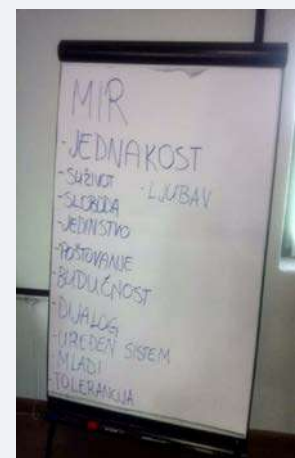 MIR
- JEDNAKOST
- SUŽIVOT - LJUBAV
- SLOBODA
- JEDINSTVO
- POŠTOVANJE
- BUDUĆNOST
- DIJALOG
- UREĐEN SISTEM
- MLADI
- TOLERANCIJA